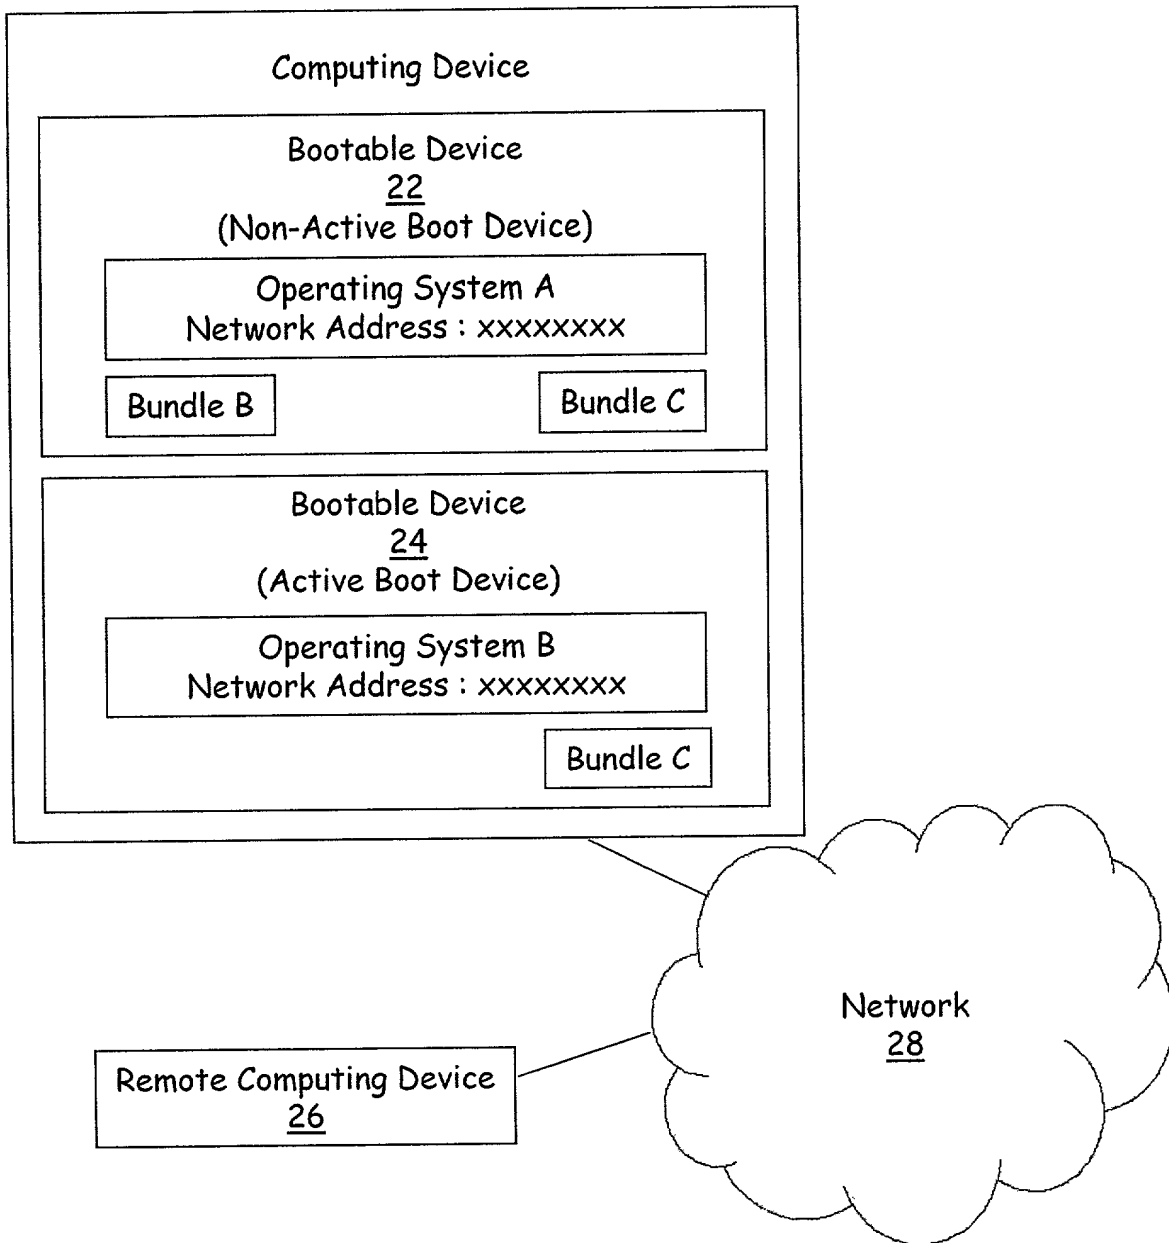 Computing Device
Bootable Device
22
(Non-Active Boot Device)
Operating System A
Network Address : xxxxxxxx
Bundle B
Bundle C
Bootable Device
24
(Active Boot Device)
Operating System B
Network Address : xxxxxxxx
Bundle C
Network
28
Remote Computing Device
26